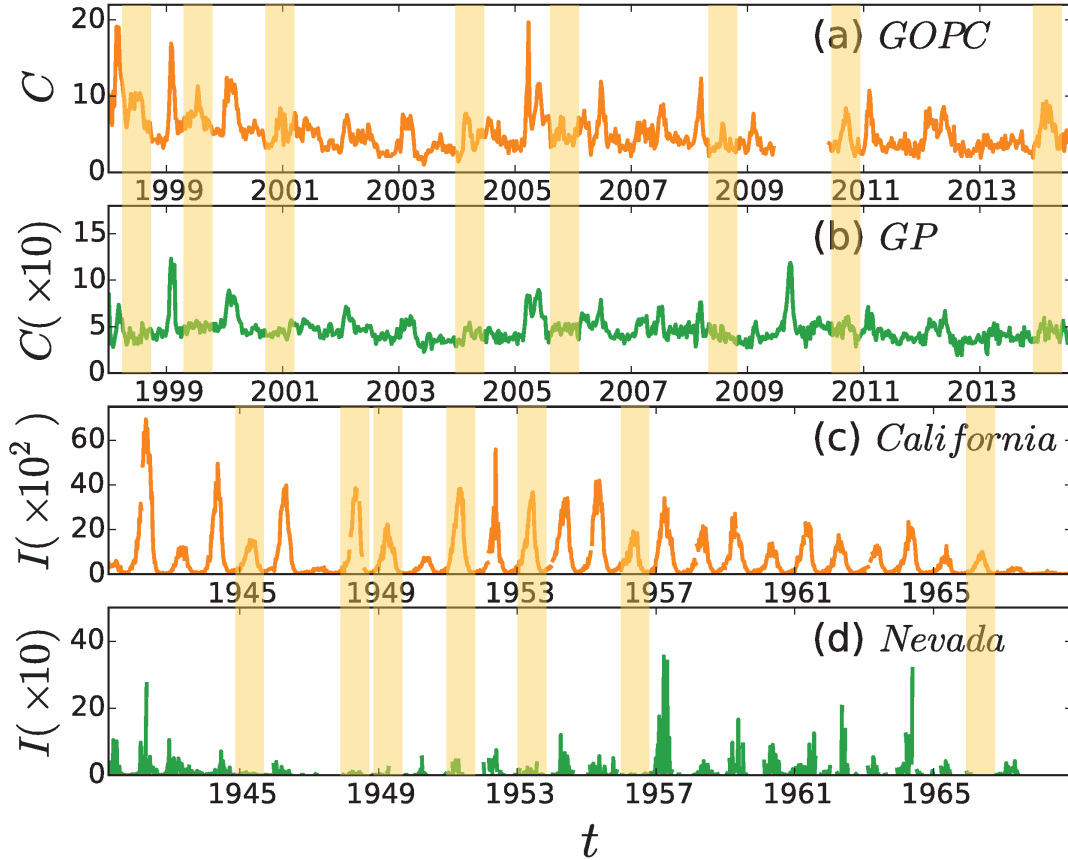 20
10
0
C
(a) GOPC
1999 2001 2003 2005 2007 2009 2011 2013
15
10
5
0
C( ×10)
(b) GP
1999 2001 2003 2005 2007 2009 2011 2013
60
40
20
0
I( ×10²)
(c) California
1945 1949 1953 1957 1961 1965
40
20
0
I( ×10)
(d) Nevada
1945 1949 1953 1957 1961 1965
t